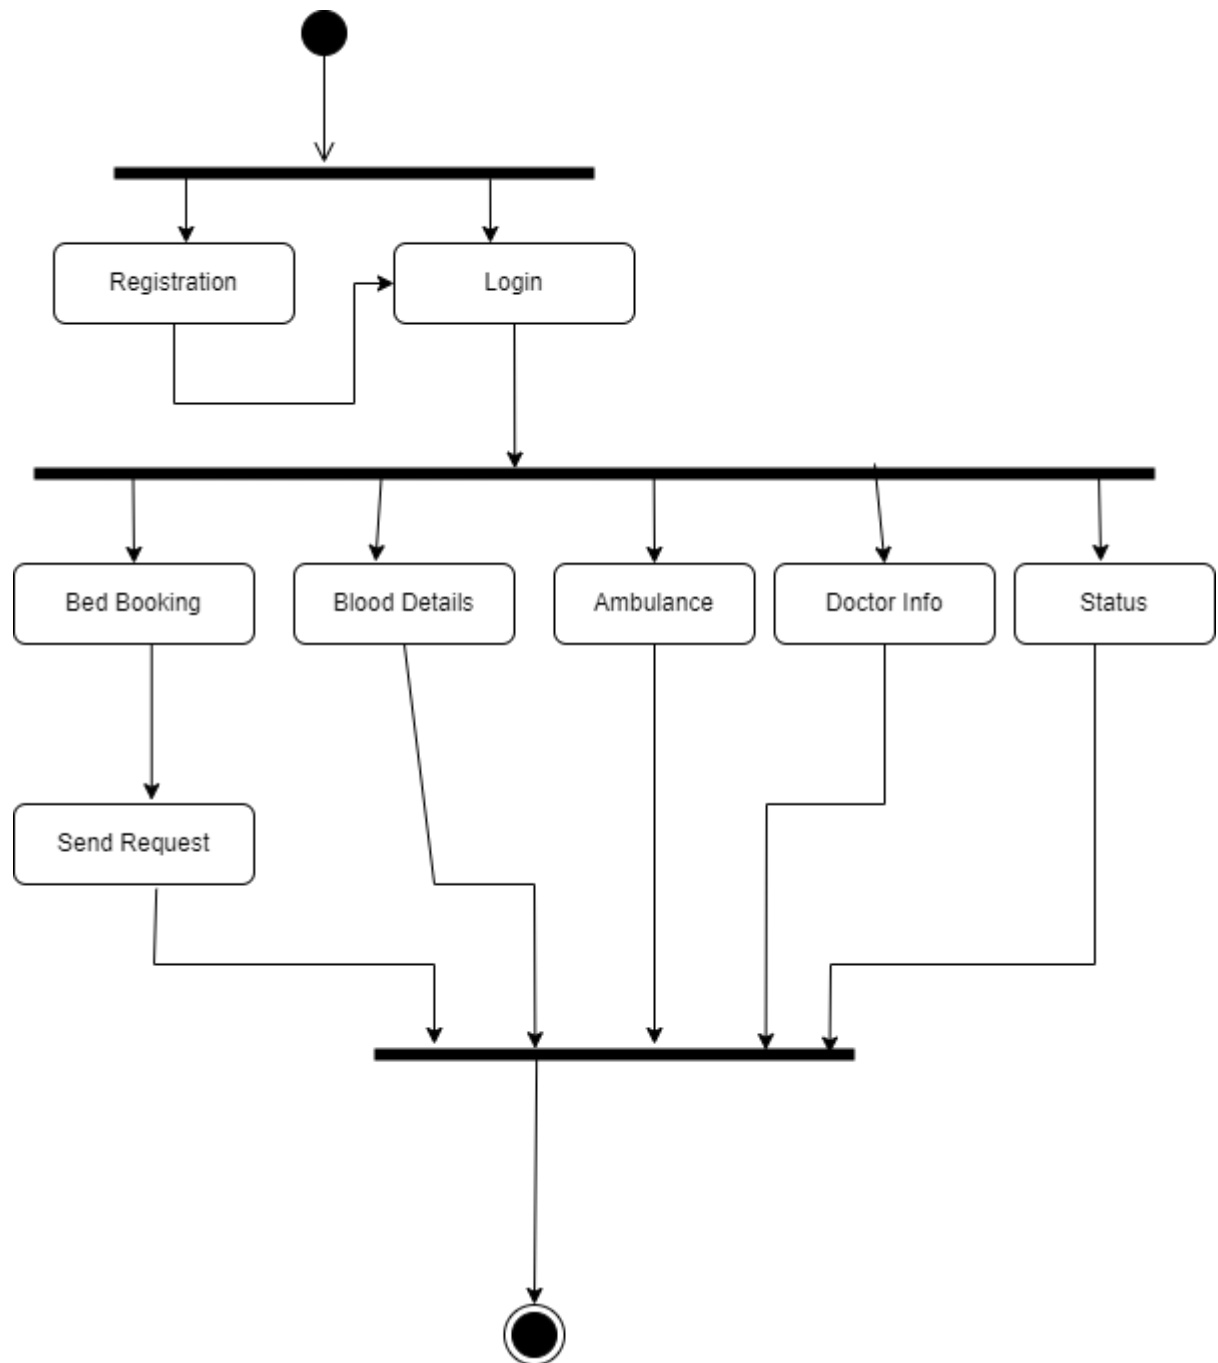 Registration
Login
Bed Booking
Blood Details
Ambulance
Doctor Info
Status
Send Request